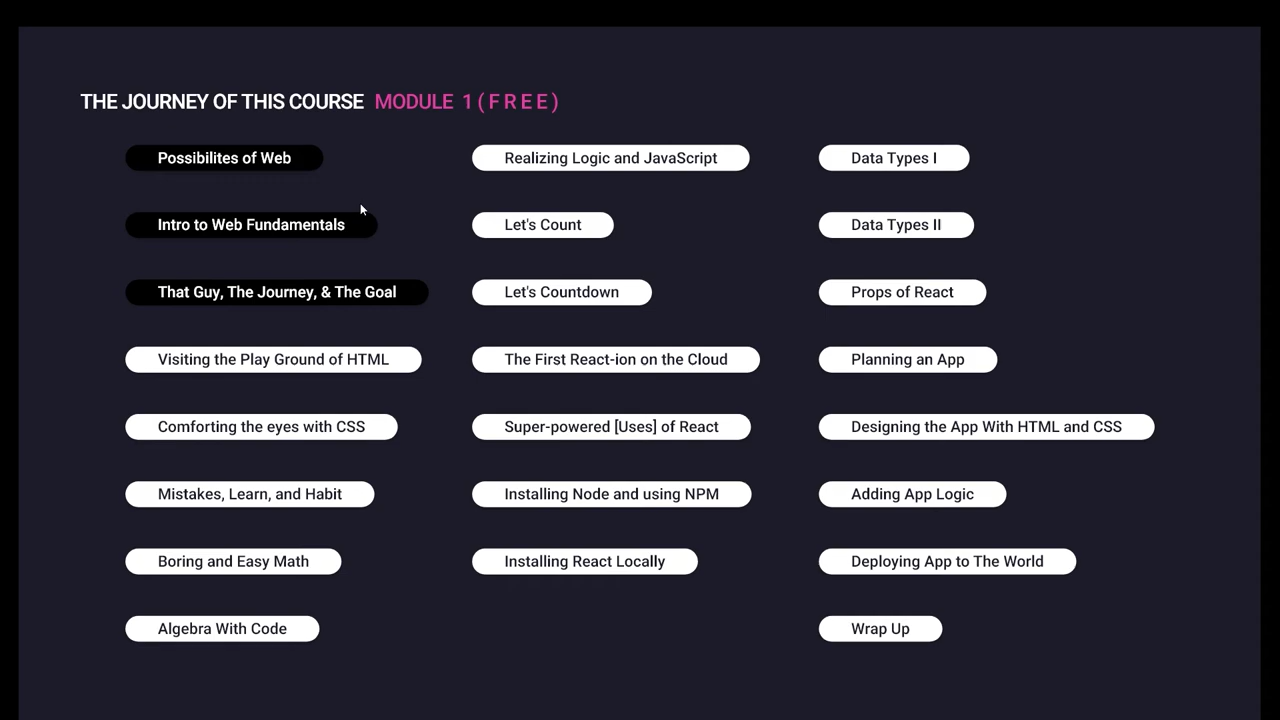 THE JOURNEY OF THIS COURSE MODULE 1 (FREE)
Possibilites of Web
Intro to Web Fundamentals
That Guy, The Journey, & The Goal
Visiting the Play Ground of HTML
Comforting the eyes with CSS
Mistakes, Learn, and Habit
Boring and Easy Math
Algebra With Code
Realizing Logic and JavaScript
Let's Count
Let's Countdown
The First React-ion on the Cloud
Super-powered [Uses] of React
Installing Node and using NPM
Installing React Locally
Data Types I
Data Types II
Props of React
Planning an App
Designing the App With HTML and CSS
Adding App Logic
Deploying App to The World
Wrap Up